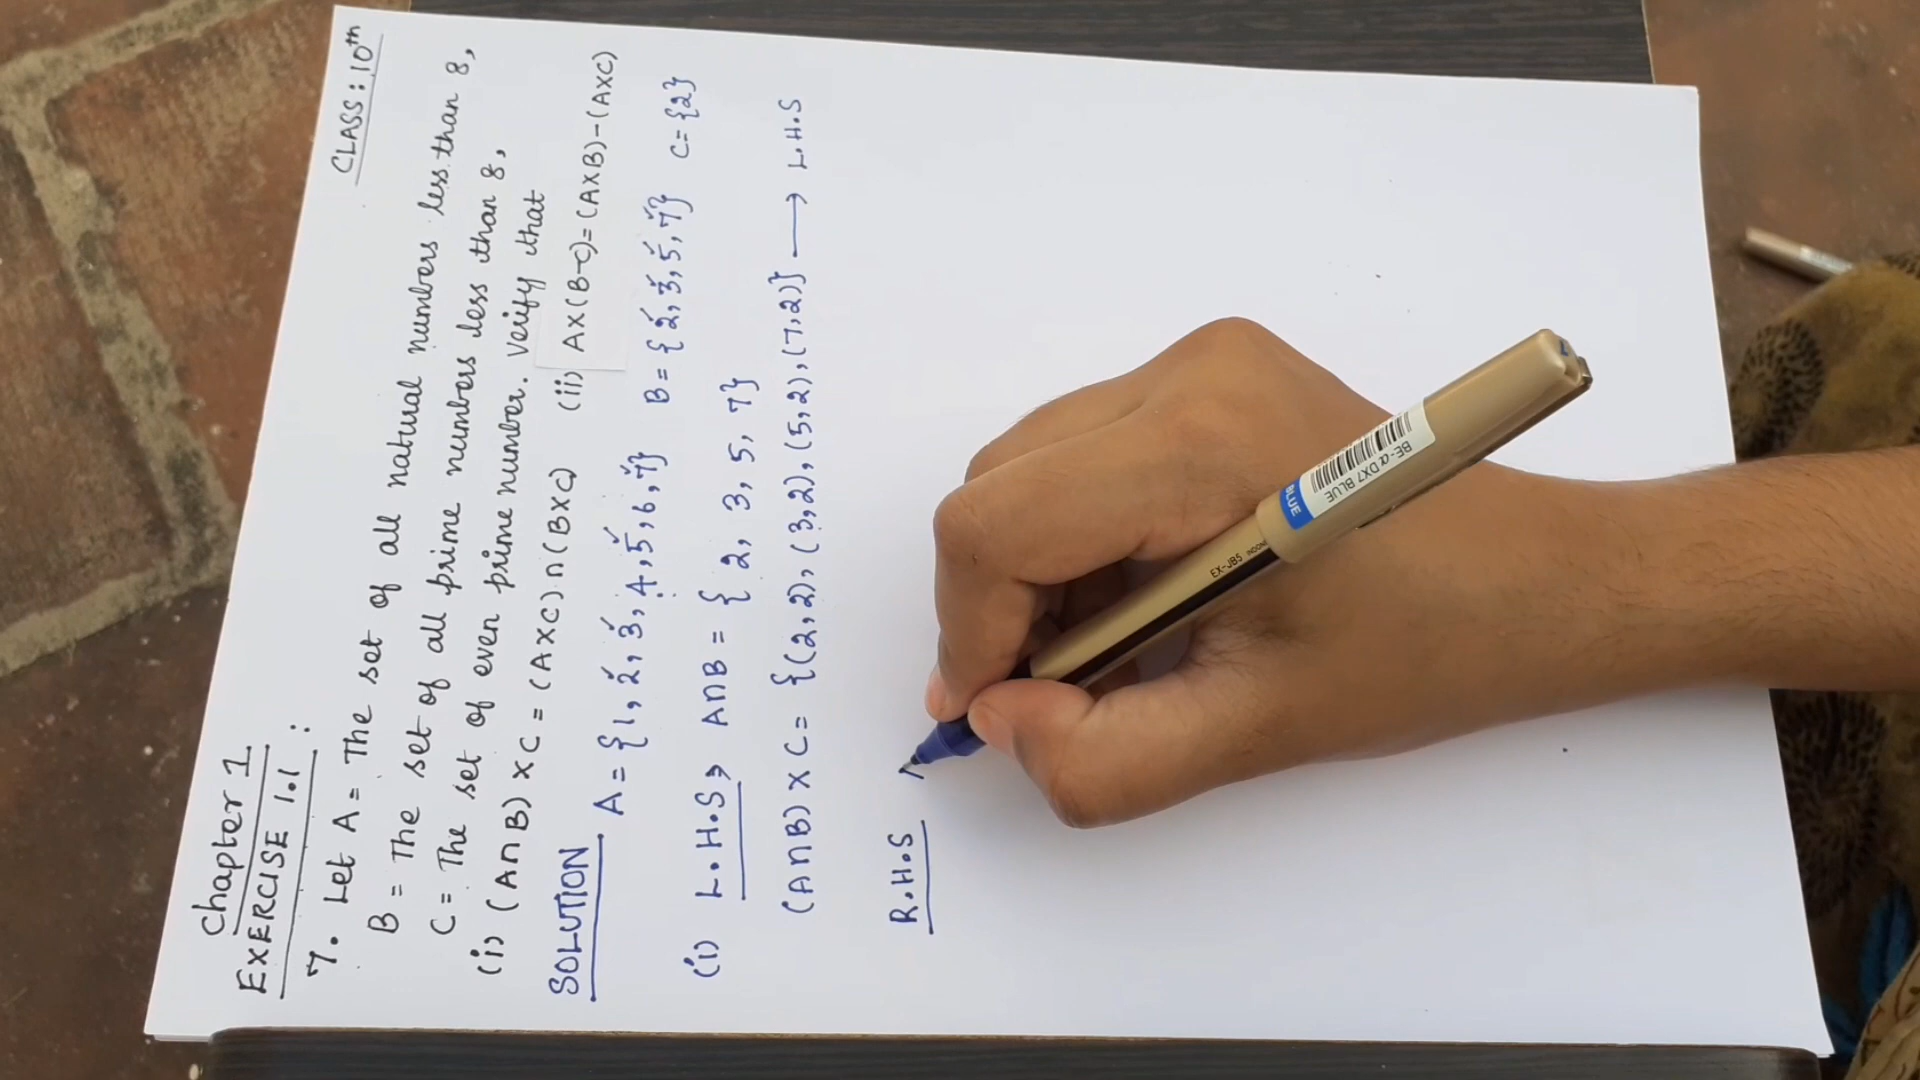 CLASS: 10th
Chapter 1
EXERCISE 1.1 :
7. Let A = The set of all natural numbers less than 8,
B = The set of all prime numbers less than 8,
C = The set of even prime number. Verify that
(i) (A∩B) × C = (A×C) ∩ (B×C) (ii) A×(B-C) = (A×B)-(A×C)
SOLUTION
A = {1, 2, 3, 4, 5, 6, 7} B = {2, 3, 5, 7} C = {2}
(i) L.H.S, A∩B = {2, 3, 5, 7}
(A∩B) × C = {(2,2), (3,2), (5,2), (7,2)} → L.H.S
R.H.S
BLUE
BE-α DX7 BLUE
EX-JB5